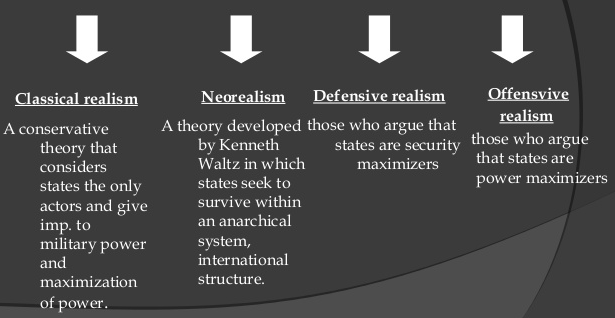 Classical realism
A conservative
theory that
considers
states the only
actors and give
imp. to
military power
and
maximization
of power.
Neorealism
A theory developed
by Kenneth
Waltz in which
states seek to
survive within
an anarchical
system,
international
structure.
Defensive realism
those who argue that
states are security
maximizers
Offensvive
realism
those who argue
that states are
power maximizers